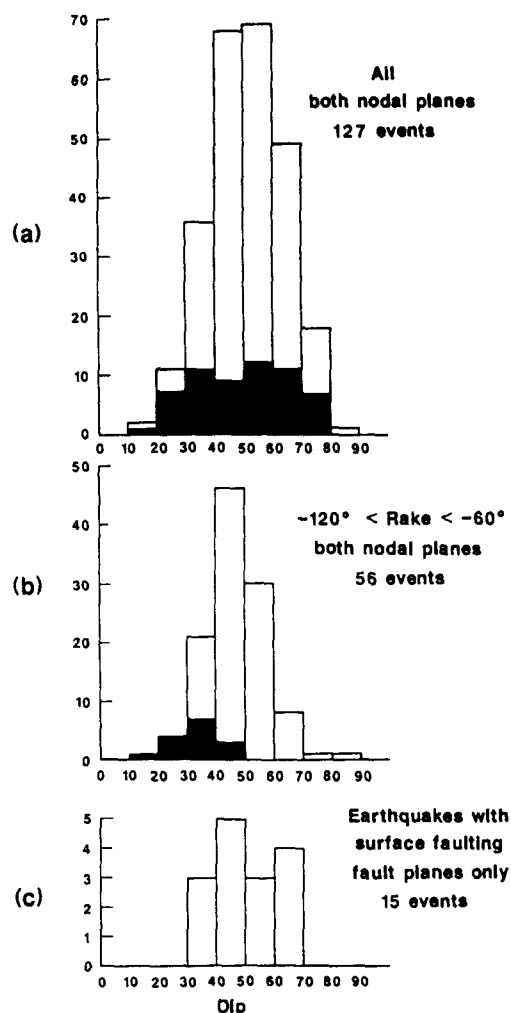 70
60
50
40
30
20
10
0
All
both nodal planes
127 events
(a)
0 10 20 30 40 50 60 70 80 90
50
40
30
20
10
0
~120° < Rake < -60°
both nodal planes
56 events
(b)
0 10 20 30 40 50 60 70 80 90
5
4
3
2
1
0
Earthquakes with
surface faulting
fault planes only
15 events
(c)
0 10 20 30 40 50 60 70 80 90
Dip